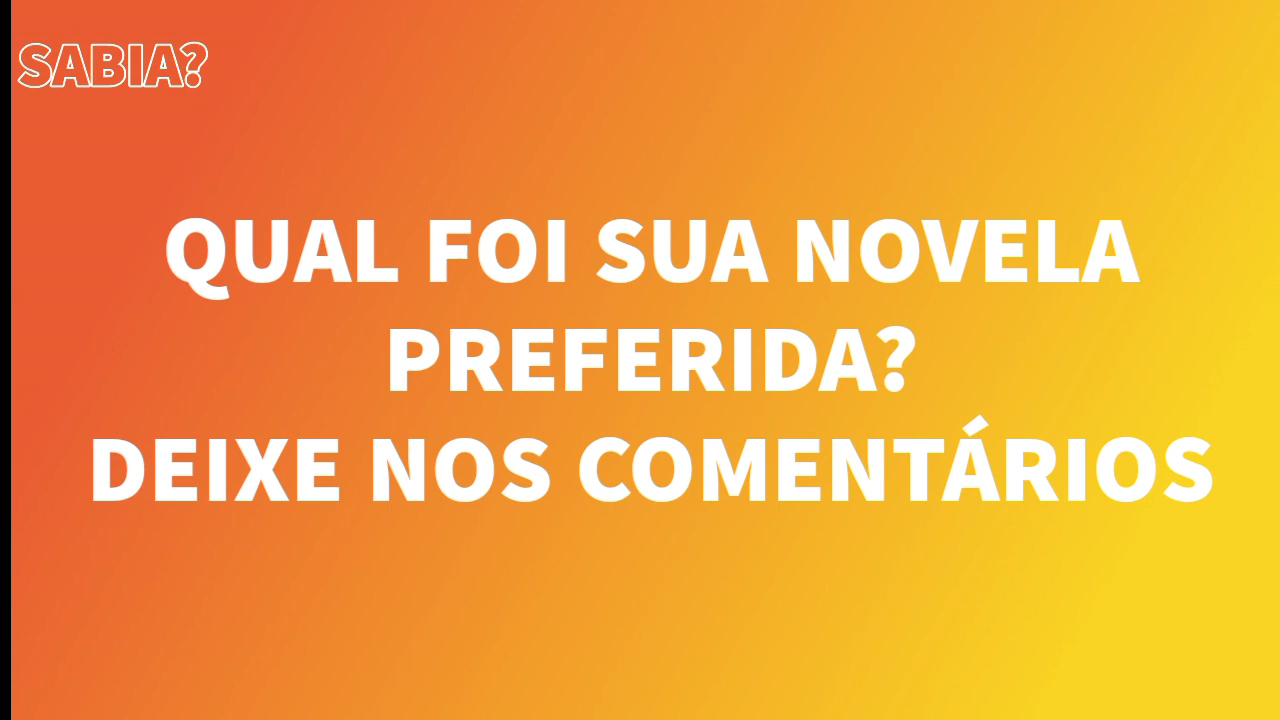 SABIA?
QUAL FOI SUA NOVELA
PREFERIDA?
DEIXE NOS COMENTÁRIOS